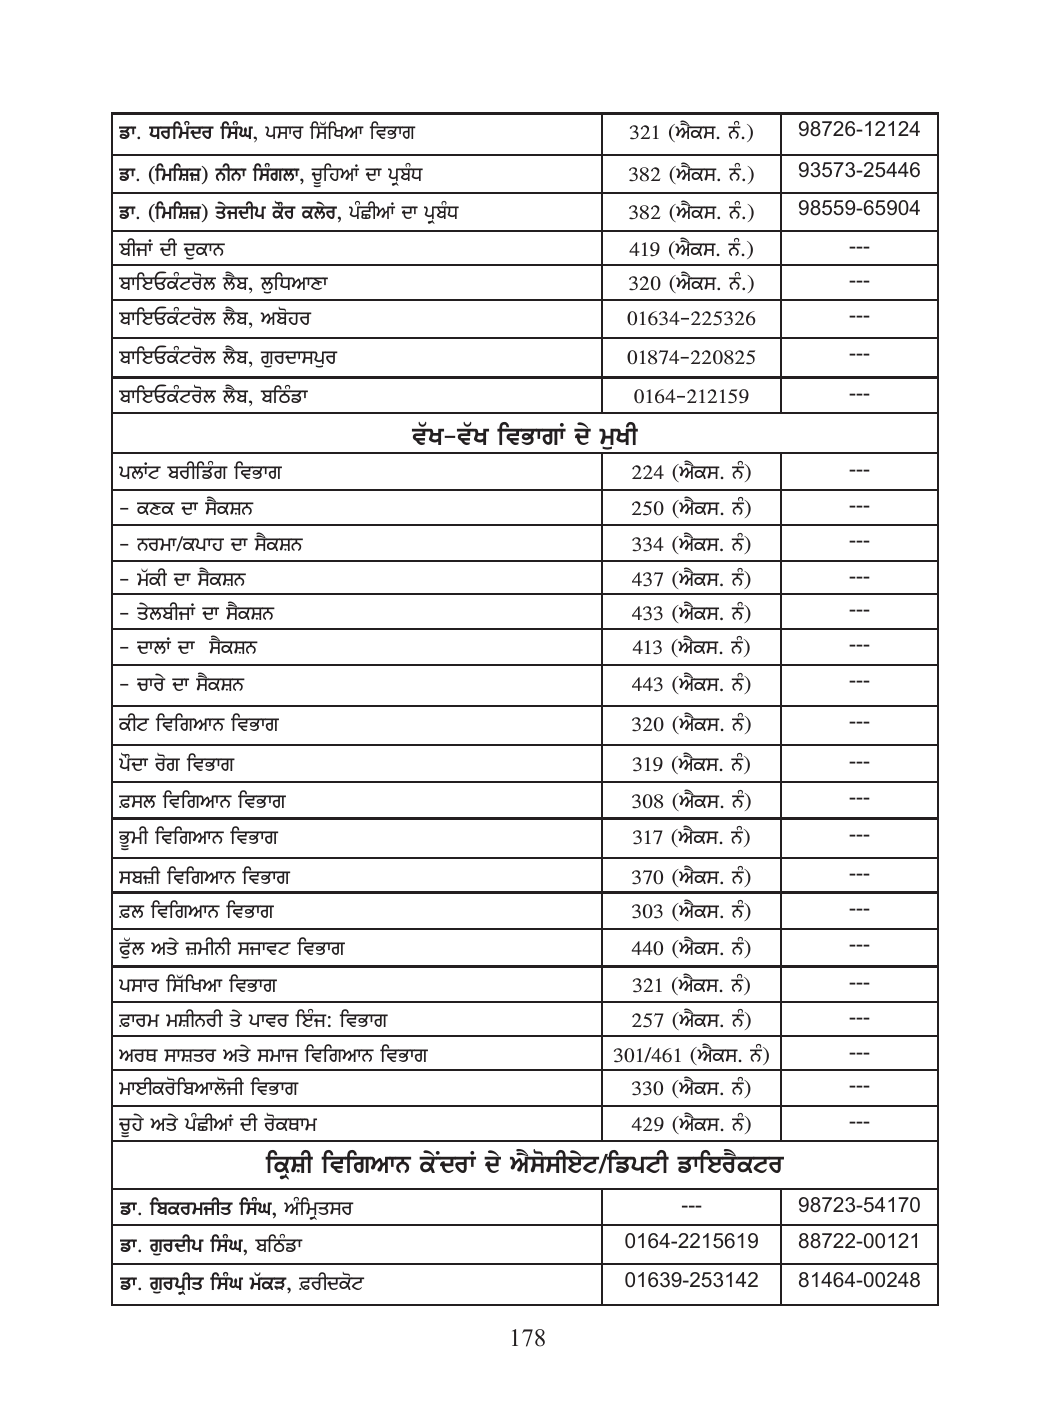 ਡਾ. ਧਰਮਿੰਦਰ ਸਿੰਘ, ਪਸਾਰ ਸਿੱਖਿਆ ਵਿਭਾਗ 321 (ਐਕਸ. ਨੰ.) 98726-12124
ਡਾ. (ਮਿਸ਼ਿਜ਼) ਨੀਨਾ ਸਿੰਗਲਾ, ਚੂਹਿਆਂ ਦਾ ਪ੍ਰਬੰਧ 382 (ਐਕਸ. ਨੰ.) 93573-25446
ਡਾ. (ਮਿਸ਼ਿਜ਼) ਤੇਜਦੀਪ ਕੌਰ ਕਲੇਰ, ਪੰਛੀਆਂ ਦਾ ਪ੍ਰਬੰਧ 382 (ਐਕਸ. ਨੰ.) 98559-65904
ਬੀਜਾਂ ਦੀ ਦੁਕਾਨ 419 (ਐਕਸ. ਨੰ.) ---
ਬਾਇਓਕੰਟਰੋਲ ਲੈਬ, ਲੁਧਿਆਣਾ 320 (ਐਕਸ. ਨੰ.) ---
ਬਾਇਓਕੰਟਰੋਲ ਲੈਬ, ਅਬੋਹਰ 01634-225326 ---
ਬਾਇਓਕੰਟਰੋਲ ਲੈਬ, ਗੁਰਦਾਸਪੁਰ 01874-220825 ---
ਬਾਇਓਕੰਟਰੋਲ ਲੈਬ, ਬਠਿੰਡਾ 0164-212159 ---
ਵੱਖ-ਵੱਖ ਵਿਭਾਗਾਂ ਦੇ ਮੁਖੀ
ਪਲਾਂਟ ਬਰੀਡਿੰਗ ਵਿਭਾਗ 224 (ਐਕਸ. ਨੰ) ---
- ਕਣਕ ਦਾ ਸੈਕਸ਼ਨ 250 (ਐਕਸ. ਨੰ) ---
- ਨਰਮਾ/ਕਪਾਹ ਦਾ ਸੈਕਸ਼ਨ 334 (ਐਕਸ. ਨੰ) ---
- ਮੱਕੀ ਦਾ ਸੈਕਸ਼ਨ 437 (ਐਕਸ. ਨੰ) ---
- ਤੇਲਬੀਜਾਂ ਦਾ ਸੈਕਸ਼ਨ 433 (ਐਕਸ. ਨੰ) ---
- ਦਾਲਾਂ ਦਾ ਸੈਕਸ਼ਨ 413 (ਐਕਸ. ਨੰ) ---
- ਚਾਰੇ ਦਾ ਸੈਕਸ਼ਨ 443 (ਐਕਸ. ਨੰ) ---
ਕੀਟ ਵਿਗਿਆਨ ਵਿਭਾਗ 320 (ਐਕਸ. ਨੰ) ---
ਪੌਦਾ ਰੋਗ ਵਿਭਾਗ 319 (ਐਕਸ. ਨੰ) ---
ਫ਼ਸਲ ਵਿਗਿਆਨ ਵਿਭਾਗ 308 (ਐਕਸ. ਨੰ) ---
ਭੂਮੀ ਵਿਗਿਆਨ ਵਿਭਾਗ 317 (ਐਕਸ. ਨੰ) ---
ਸਬਜ਼ੀ ਵਿਗਿਆਨ ਵਿਭਾਗ 370 (ਐਕਸ. ਨੰ) ---
ਫ਼ਲ ਵਿਗਿਆਨ ਵਿਭਾਗ 303 (ਐਕਸ. ਨੰ) ---
ਫੁੱਲ ਅਤੇ ਜ਼ਮੀਨੀ ਸਜਾਵਟ ਵਿਭਾਗ 440 (ਐਕਸ. ਨੰ) ---
ਪਸਾਰ ਸਿੱਖਿਆ ਵਿਭਾਗ 321 (ਐਕਸ. ਨੰ) ---
ਫ਼ਾਰਮ ਮਸ਼ੀਨਰੀ ਤੇ ਪਾਵਰ ਇੰਜ: ਵਿਭਾਗ 257 (ਐਕਸ. ਨੰ) ---
ਅਰਥ ਸਾਸ਼ਤਰ ਅਤੇ ਸਮਾਜ ਵਿਗਿਆਨ ਵਿਭਾਗ 301/461 (ਐਕਸ. ਨੰ) ---
ਮਾਈਕਰੋਬਿਆਲੋਜੀ ਵਿਭਾਗ 330 (ਐਕਸ. ਨੰ) ---
ਚੂਹੇ ਅਤੇ ਪੰਛੀਆਂ ਦੀ ਰੋਕਥਾਮ 429 (ਐਕਸ. ਨੰ) ---
ਕ੍ਰਿਸ਼ੀ ਵਿਗਿਆਨ ਕੇਂਦਰਾਂ ਦੇ ਐਸੋਸੀਏਟ/ਡਿਪਟੀ ਡਾਇਰੈਕਟਰ
ਡਾ. ਬਿਕਰਮਜੀਤ ਸਿੰਘ, ਅੰਮ੍ਰਿਤਸਰ --- 98723-54170
ਡਾ. ਗੁਰਦੀਪ ਸਿੰਘ, ਬਠਿੰਡਾ 0164-2215619 88722-00121
ਡਾ. ਗੁਰਪ੍ਰੀਤ ਸਿੰਘ ਮੱਕੜ, ਫ਼ਰੀਦਕੋਟ 01639-253142 81464-00248
178